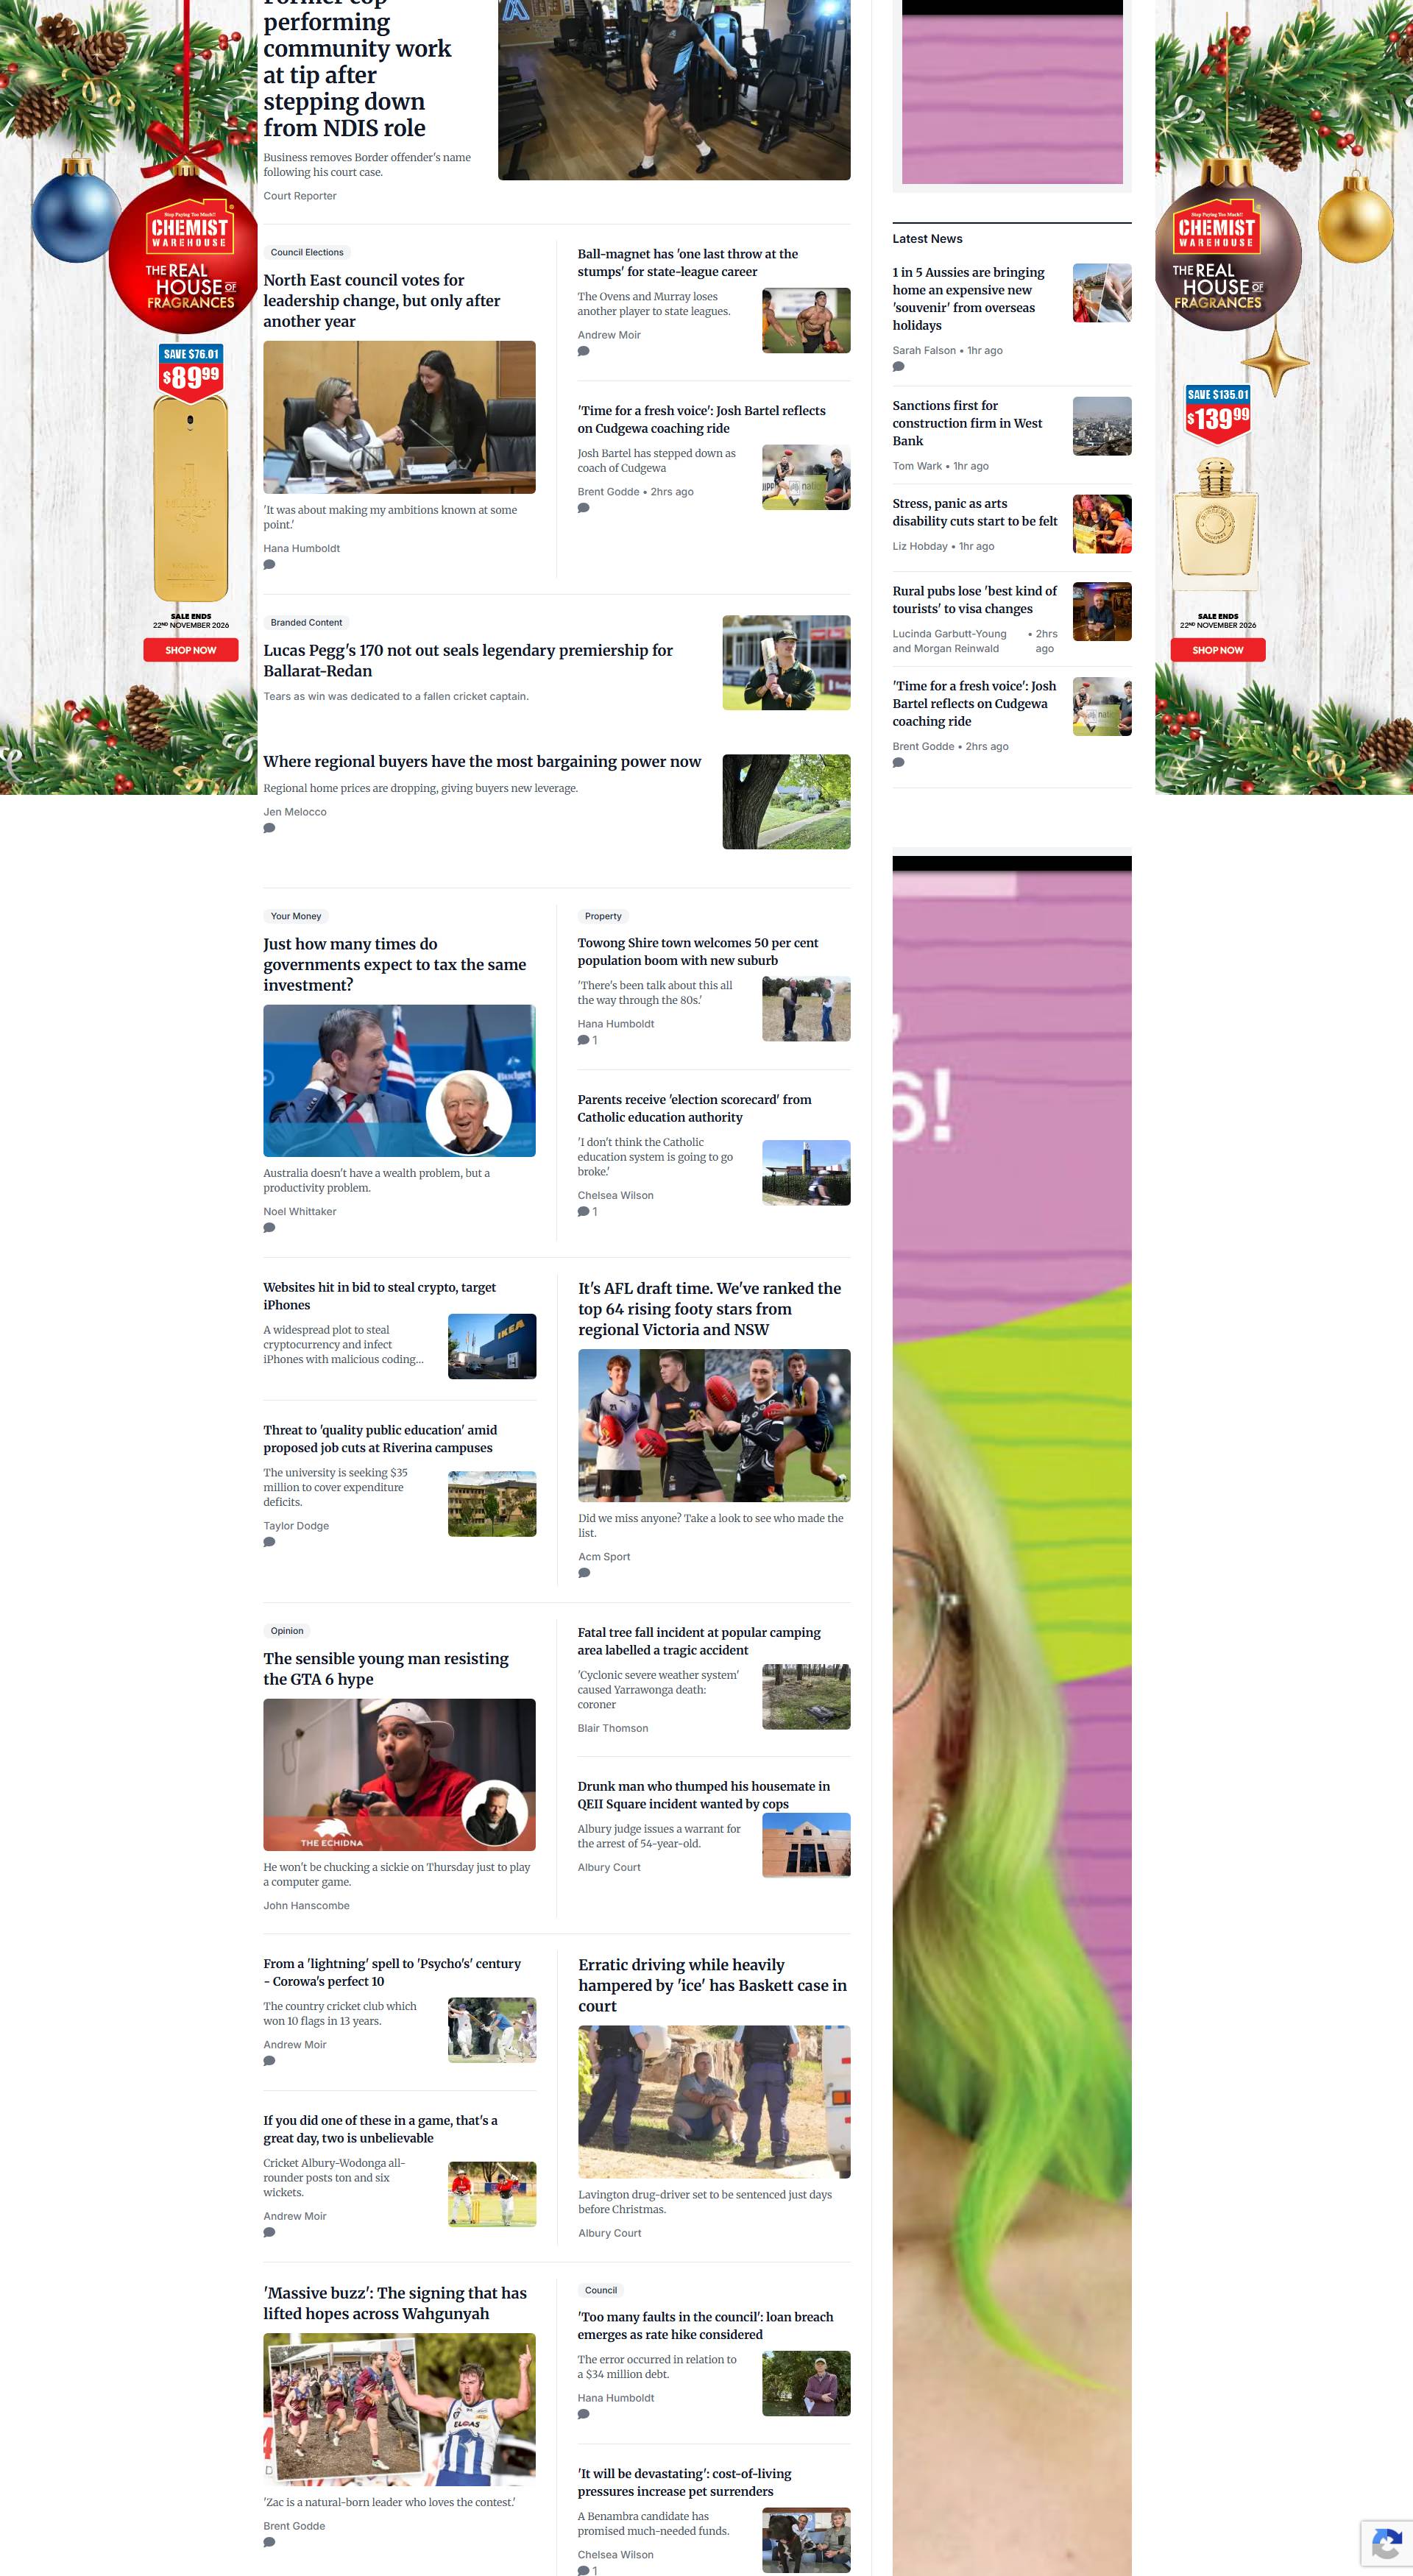 Former cop
performing
community work
at tip after
stepping down
from NDIS role
Business removes Border offender's name
following his court case.
Court Reporter
Council Elections
North East council votes for
leadership change, but only after
another year
'It was about making my ambitions known at some
point.'
Hana Humboldt
Ball-magnet has 'one last throw at the
stumps' for state-league career
The Ovens and Murray loses
another player to state leagues.
Andrew Moir
'Time for a fresh voice': Josh Bartel reflects
on Cudgewa coaching ride
Josh Bartel has stepped down as
coach of Cudgewa
Brent Godde • 2hrs ago
Branded Content
Lucas Pegg's 170 not out seals legendary premiership for
Ballarat-Redan
Tears as win was dedicated to a fallen cricket captain.
Where regional buyers have the most bargaining power now
Regional home prices are dropping, giving buyers new leverage.
Jen Melocco
Your Money
Just how many times do
governments expect to tax the same
investment?
Budget
Australia doesn't have a wealth problem, but a
productivity problem.
Noel Whittaker
Property
Towong Shire town welcomes 50 per cent
population boom with new suburb
'There's been talk about this all
the way through the 80s.'
Hana Humboldt
1
Parents receive 'election scorecard' from
Catholic education authority
'I don't think the Catholic
education system is going to go
broke.'
Chelsea Wilson
1
Websites hit in bid to steal crypto, target
iPhones
A widespread plot to steal
cryptocurrency and infect
iPhones with malicious coding...
IKEA
Threat to 'quality public education' amid
proposed job cuts at Riverina campuses
The university is seeking $35
million to cover expenditure
deficits.
Taylor Dodge
It's AFL draft time. We've ranked the
top 64 rising footy stars from
regional Victoria and NSW
Did we miss anyone? Take a look to see who made the
list.
Acm Sport
Opinion
The sensible young man resisting
the GTA 6 hype
THE ECHIDNA
He won't be chucking a sickie on Thursday just to play
a computer game.
John Hanscombe
Fatal tree fall incident at popular camping
area labelled a tragic accident
'Cyclonic severe weather system'
caused Yarrawonga death:
coroner
Blair Thomson
Drunk man who thumped his housemate in
QEII Square incident wanted by cops
Albury judge issues a warrant for
the arrest of 54-year-old.
Albury Court
From a 'lightning' spell to 'Psycho's' century
- Corowa's perfect 10
The country cricket club which
won 10 flags in 13 years.
Andrew Moir
If you did one of these in a game, that's a
great day, two is unbelievable
Cricket Albury-Wodonga all-
rounder posts ton and six
wickets.
Andrew Moir
Erratic driving while heavily
hampered by 'ice' has Baskett case in
court
Lavington drug-driver set to be sentenced just days
before Christmas.
Albury Court
'Massive buzz': The signing that has
lifted hopes across Wahgunyah
ELGAS
'Zac is a natural-born leader who loves the contest.'
Brent Godde
Council
'Too many faults in the council': loan breach
emerges as rate hike considered
The error occurred in relation to
a $34 million debt.
Hana Humboldt
'It will be devastating': cost-of-living
pressures increase pet surrenders
A Benambra candidate has
promised much-needed funds.
Chelsea Wilson
1
Latest News
1 in 5 Aussies are bringing
home an expensive new
'souvenir' from overseas
holidays
Sarah Falson • 1hr ago
Sanctions first for
construction firm in West
Bank
Tom Wark • 1hr ago
Stress, panic as arts
disability cuts start to be felt
Liz Hobday • 1hr ago
Rural pubs lose 'best kind of
tourists' to visa changes
Lucinda Garbutt-Young
and Morgan Reinwald
• 2hrs
ago
'Time for a fresh voice': Josh
Bartel reflects on Cudgewa
coaching ride
Brent Godde • 2hrs ago
6!
Stop Paying Too Much!!
CHEMIST
WAREHOUSE
THE REAL
HOUSE OF
FRAGRANCES
SAVE $76.01
$89.99
SALE ENDS
22ND NOVEMBER 2026
SHOP NOW
Stop Paying Too Much!!
CHEMIST
WAREHOUSE
THE REAL
HOUSE OF
FRAGRANCES
SAVE $135.01
$139.99
SALE ENDS
22ND NOVEMBER 2026
SHOP NOW